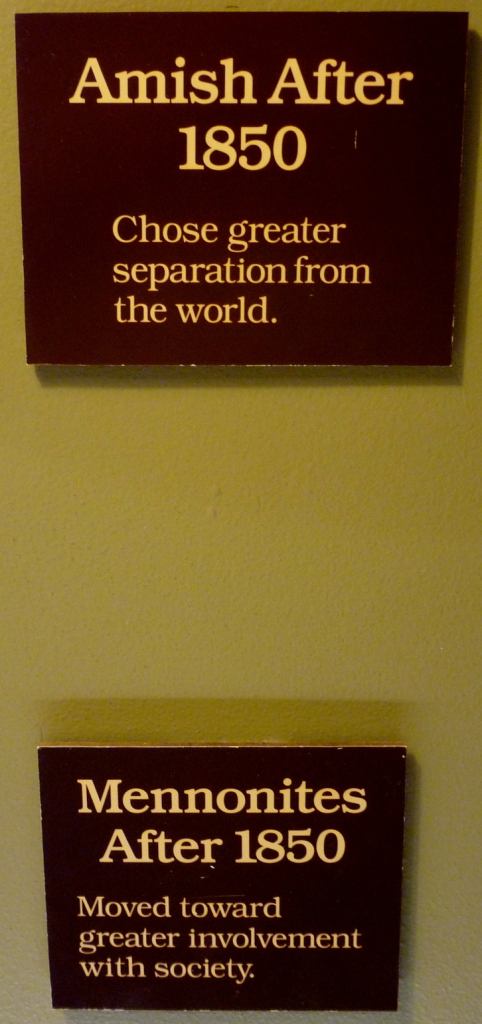 Amish After
1850
Chose greater
separation from
the world.
Mennonites
After 1850
Moved toward
greater involvement
with society.